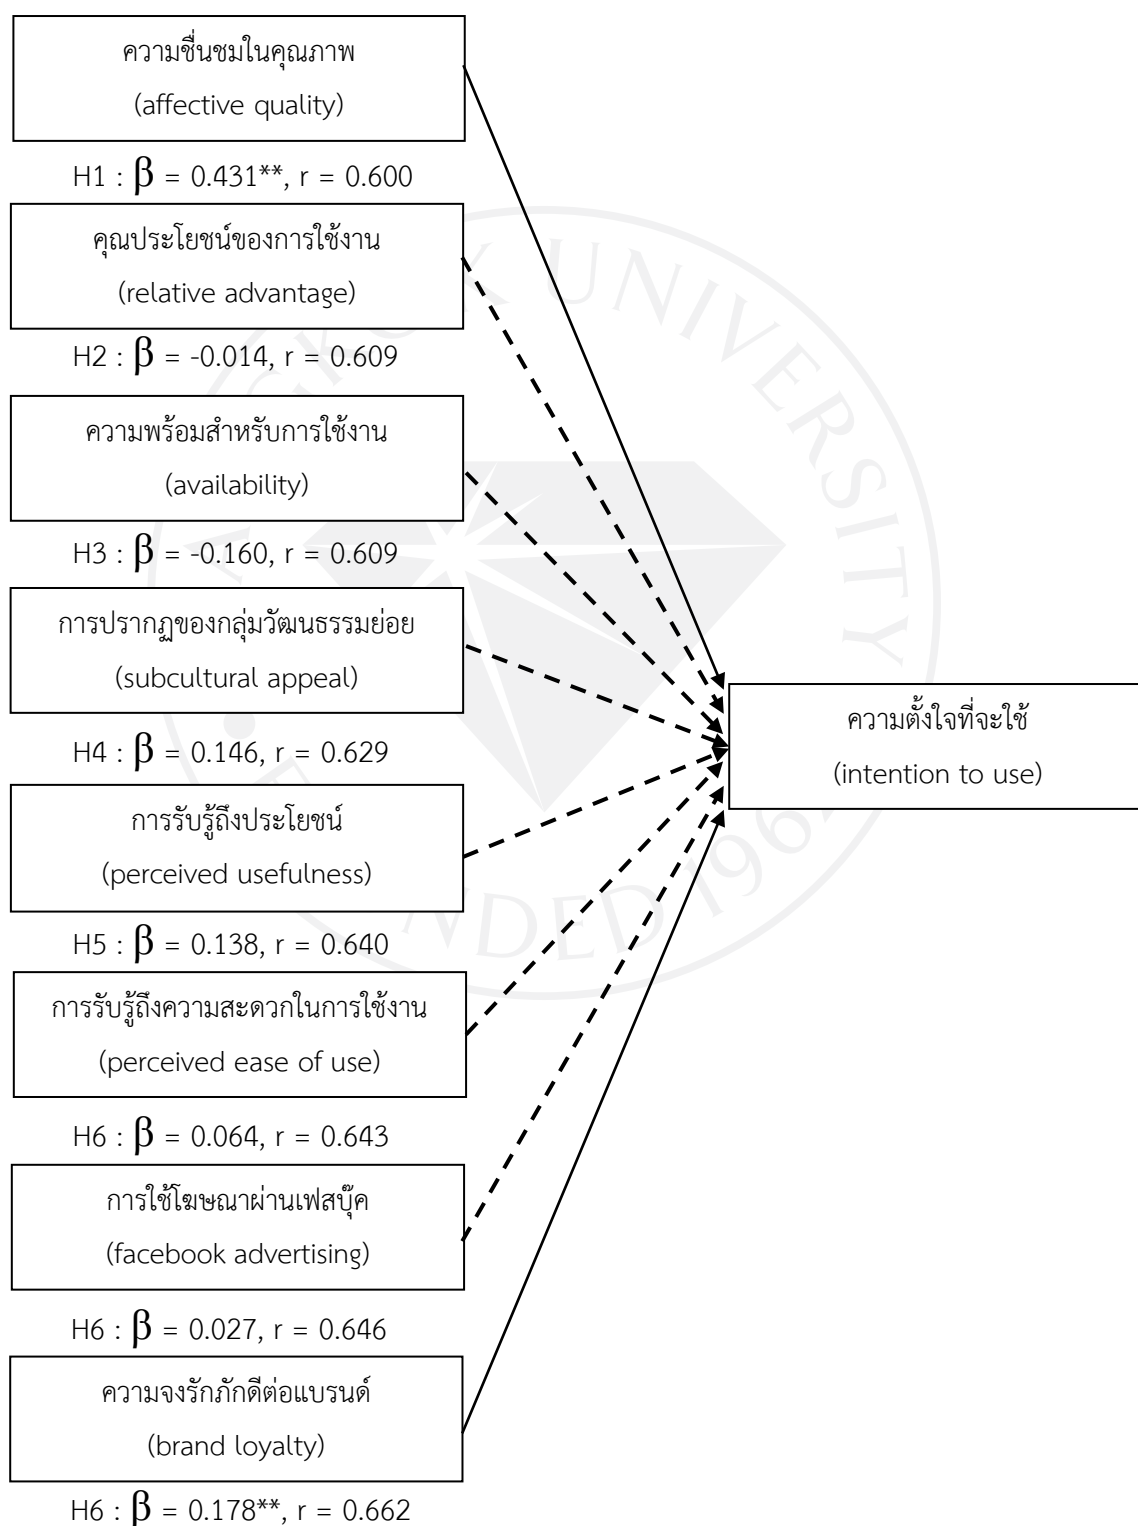 ความชื่นชมในคุณภาพ
(affective quality)
H1 : β = 0.431**, r = 0.600
คุณประโยชน์ของการใช้งาน
(relative advantage)
H2 : β = -0.014, r = 0.609
ความพร้อมสำหรับการใช้งาน
(availability)
H3 : β = -0.160, r = 0.609
การปรากฏของกลุ่มวัฒนธรรมย่อย
(subcultural appeal)
H4 : β = 0.146, r = 0.629
ความตั้งใจที่จะใช้
(intention to use)
การรับรู้ถึงประโยชน์
(perceived usefulness)
H5 : β = 0.138, r = 0.640
การรับรู้ถึงความสะดวกในการใช้งาน
(perceived ease of use)
H6 : β = 0.064, r = 0.643
การใช้โฆษณาผ่านเฟสบุ๊ค
(facebook advertising)
H6 : β = 0.027, r = 0.646
ความจงรักภักดีต่อแบรนด์
(brand loyalty)
H6 : β = 0.178**, r = 0.662
UNIVERSITY